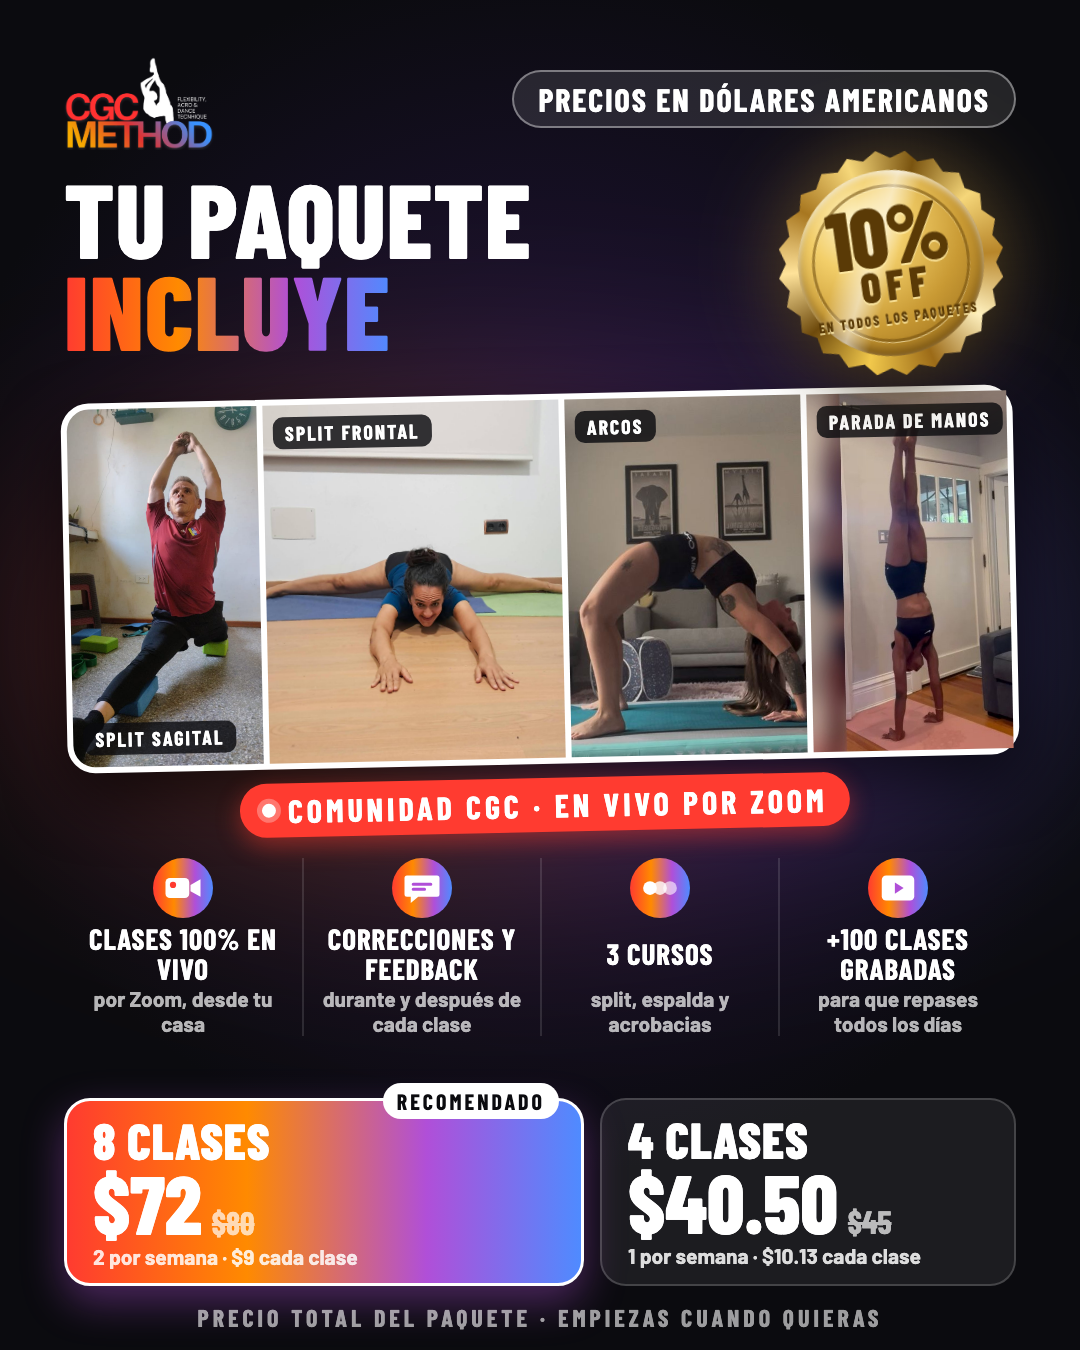 CGC
METHOD
FLEXIBILITY,
ACRO &
DANCE
TECNHIQUE
PRECIOS EN DÓLARES AMERICANOS
TU PAQUETE
INCLUYE
10%
OFF
EN TODOS LOS PAQUETES
SPLIT SAGITAL
SPLIT FRONTAL
ARCOS
PARADA DE MANOS
COMUNIDAD CGC · EN VIVO POR ZOOM
CLASES 100% EN
VIVO
por Zoom, desde tu
casa
CORRECCIONES Y
FEEDBACK
durante y después de
cada clase
3 CURSOS
split, espalda y
acrobacias
+100 CLASES
GRABADAS
para que repases
todos los días
RECOMENDADO
8 CLASES
$72 $80
2 por semana · $9 cada clase
4 CLASES
$40.50 $45
1 por semana · $10.13 cada clase
PRECIO TOTAL DEL PAQUETE · EMPIEZAS CUANDO QUIERAS